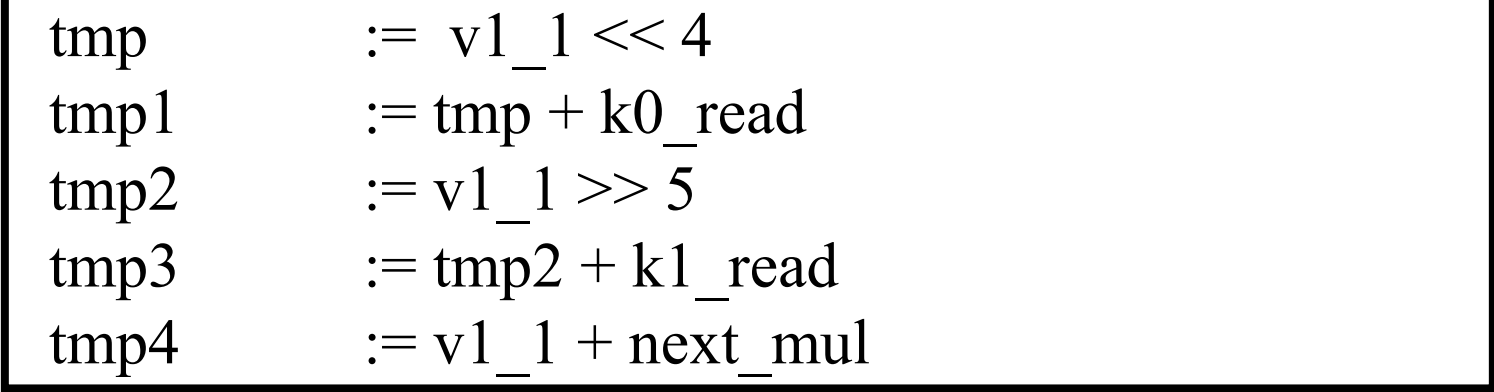 tmp := v1_1 << 4
tmp1 := tmp + k0_read
tmp2 := v1_1 >> 5
tmp3 := tmp2 + k1_read
tmp4 := v1_1 + next_mul